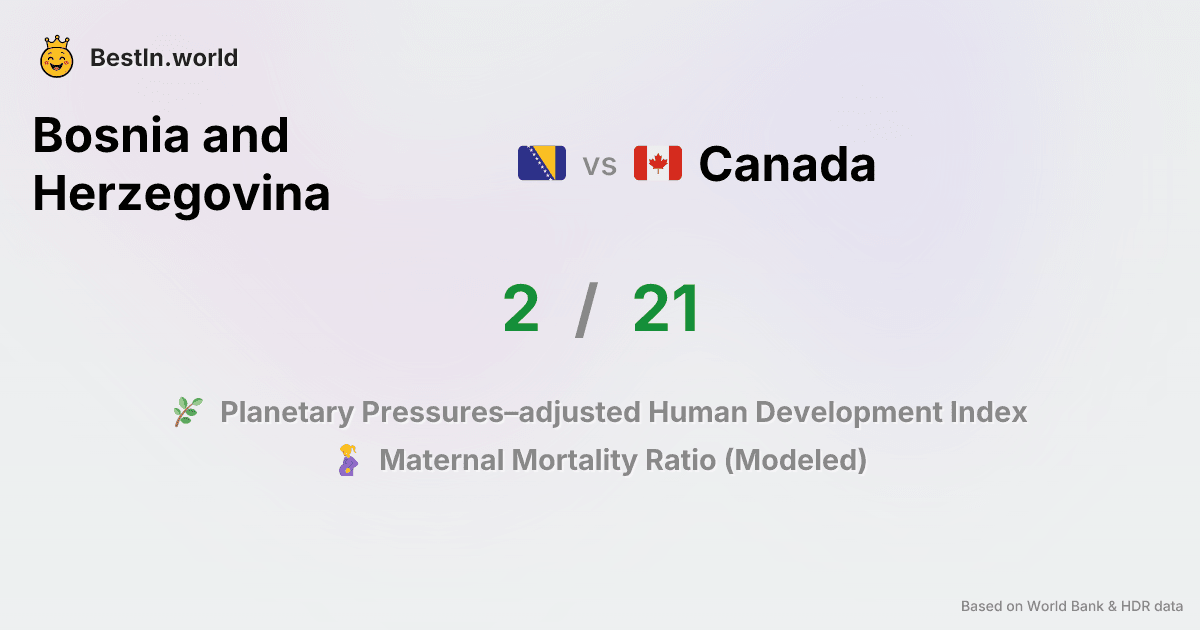 BestIn.world
Bosnia and
Herzegovina
vs Canada
2 / 21
Planetary Pressures–adjusted Human Development Index
Maternal Mortality Ratio (Modeled)
Based on World Bank & HDR data